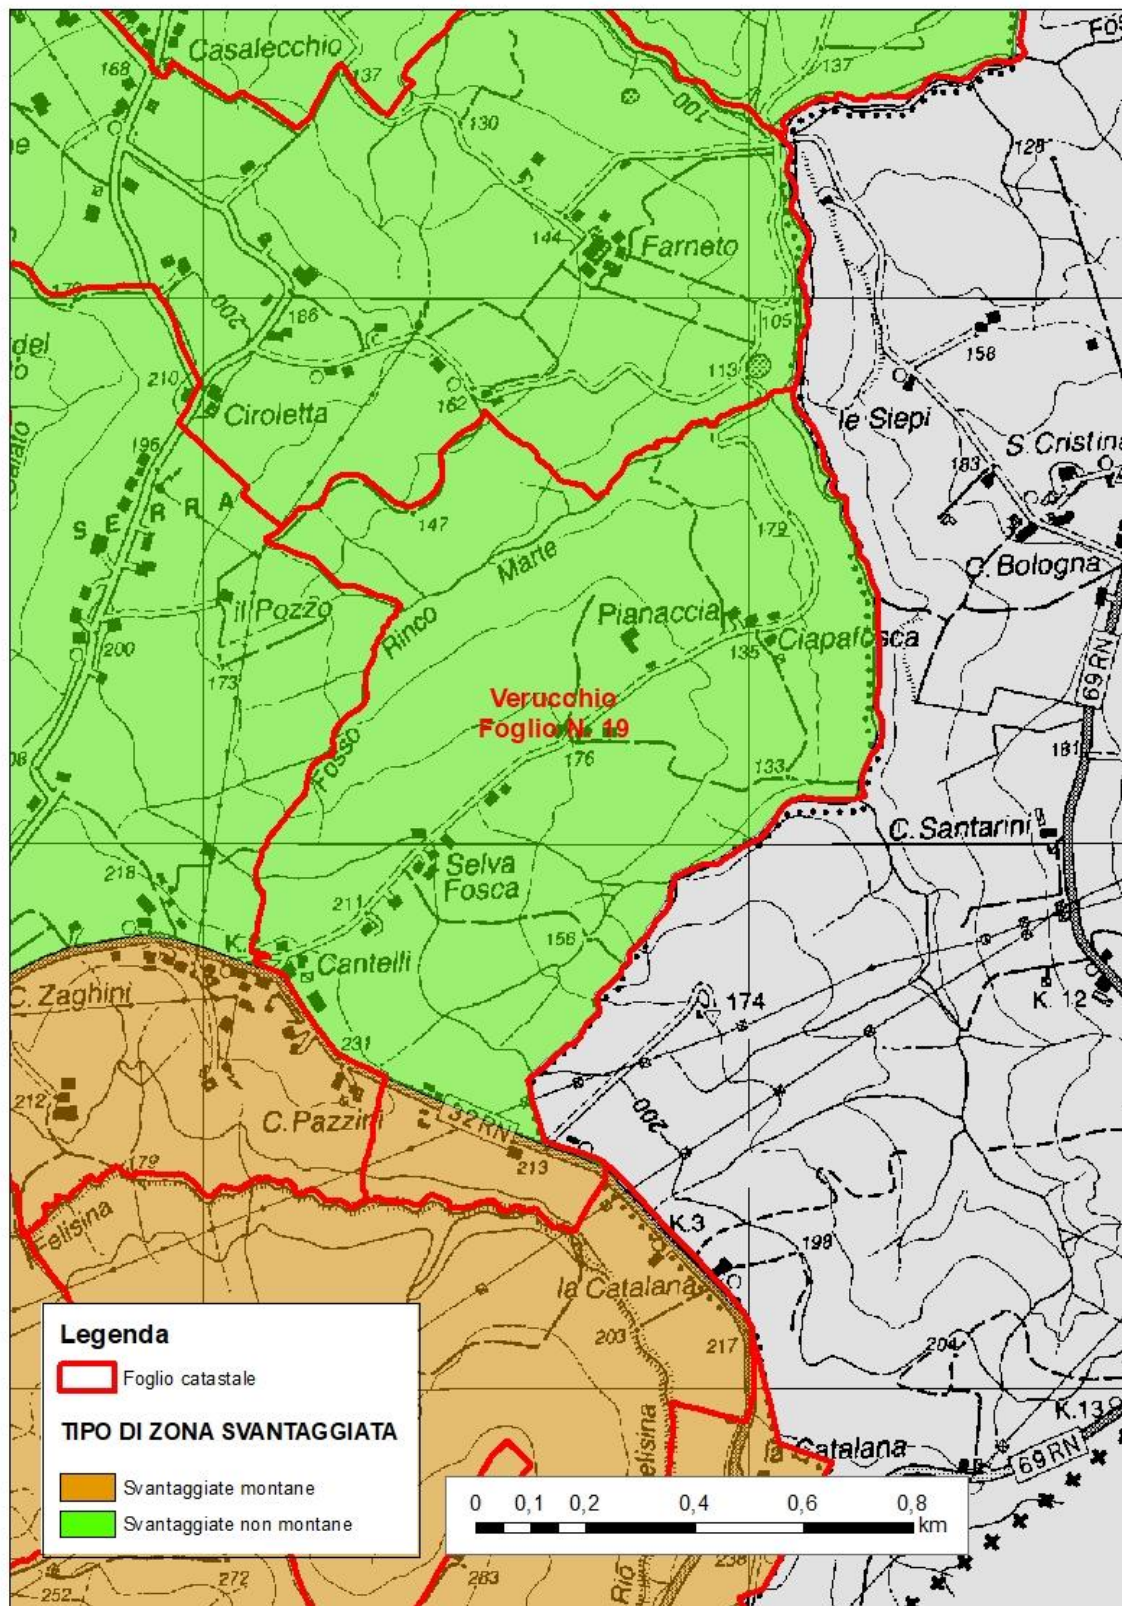 Casalecchio
168
137
130
100
137
128
144
Farneto
186
200
105
158
210
113
162
Ciroletta
le Siepi
S. Cristina
183
196
S E R R A
147
179
Marte
C. Bologna
il Pozzo
Rinco
Pianaccia
Ciapafosca
135
200
173
69 RN
Verucchio
Foglio N. 19
Fosso
176
133
181
C. Santarini
218
Selva
Fosca
211
156
Cantelli
C. Zaghini
174
K. 12
231
212
C. Pazzini
32 RN
200
213
179
Felisina
K.3
198
la Catalana
203
217
204
K.13
la Catalana
69 RN
Legenda
Foglio catastale
TIPO DI ZONA SVANTAGGIATA
Svantaggiate montane
Svantaggiate non montane
0 0,1 0,2 0,4 0,6 0,8
km
252
272
283
Rio
238